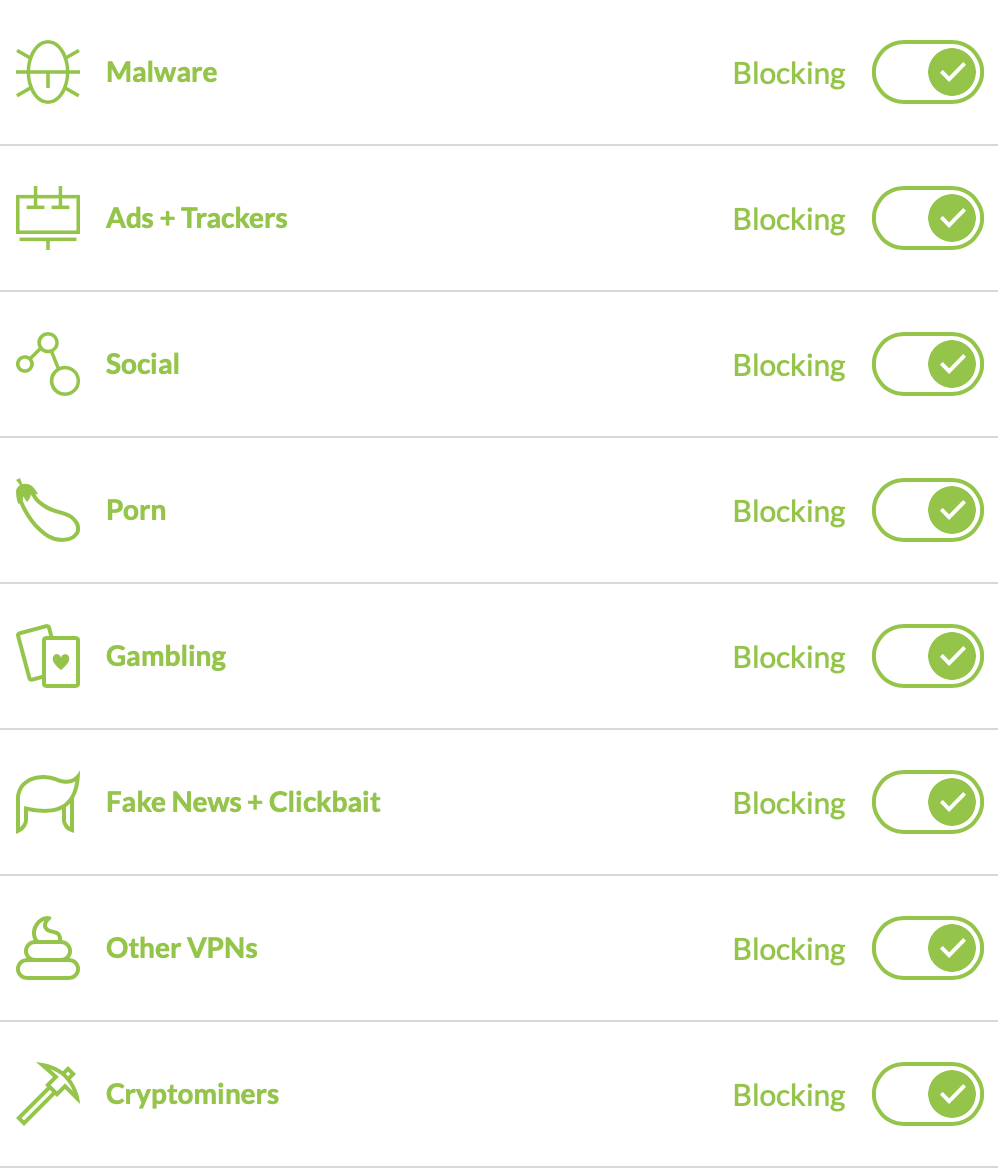 Malware Blocking
Ads + Trackers Blocking
Social Blocking
Porn Blocking
Gambling Blocking
Fake News + Clickbait Blocking
Other VPNs Blocking
Cryptominers Blocking